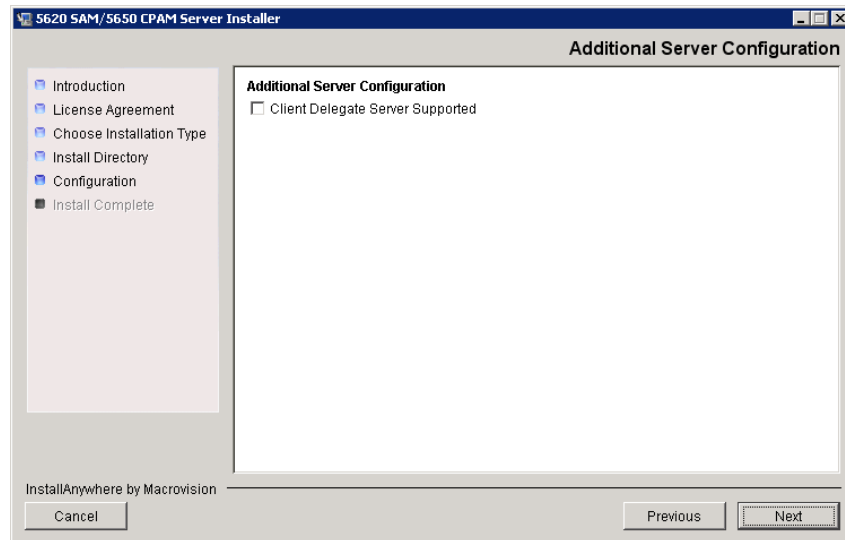 5620 SAM/5650 CPAM Server Installer
Additional Server Configuration
Introduction
License Agreement
Choose Installation Type
Install Directory
Configuration
Install Complete
Additional Server Configuration
Client Delegate Server Supported
InstallAnywhere by Macrovision
Cancel
Previous
Next